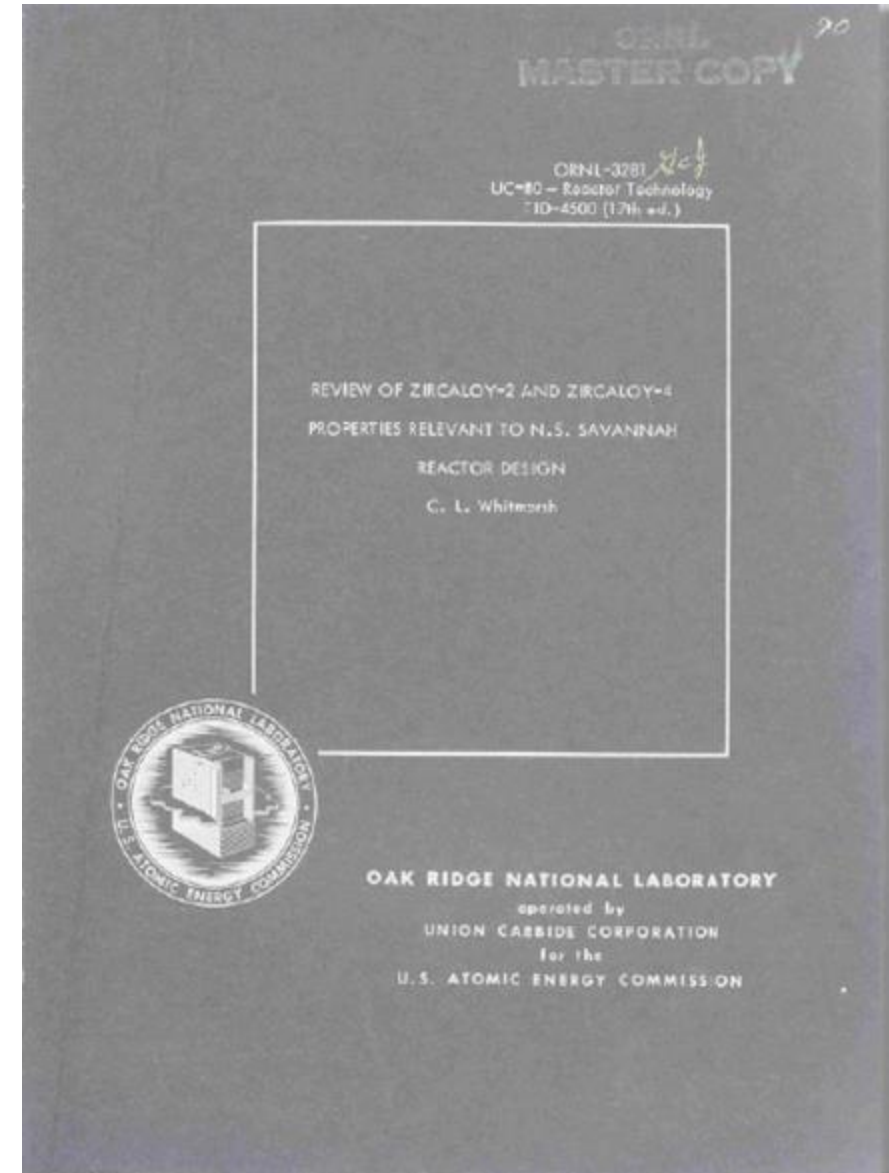 90
ORNL
MASTER COPY
ORNL-3281
UC-80 – Reactor Technology
TID-4500 (17th ed.)
REVIEW OF ZIRCALOY-2 AND ZIRCALOY-4
PROPERTIES RELEVANT TO N.S. SAVANNAH
REACTOR DESIGN
C. L. Whitmarsh
OAK RIDGE NATIONAL LABORATORY
U.S. ATOMIC ENERGY COMMISSION
OAK RIDGE NATIONAL LABORATORY
operated by
UNION CARBIDE CORPORATION
for the
U.S. ATOMIC ENERGY COMMISSION